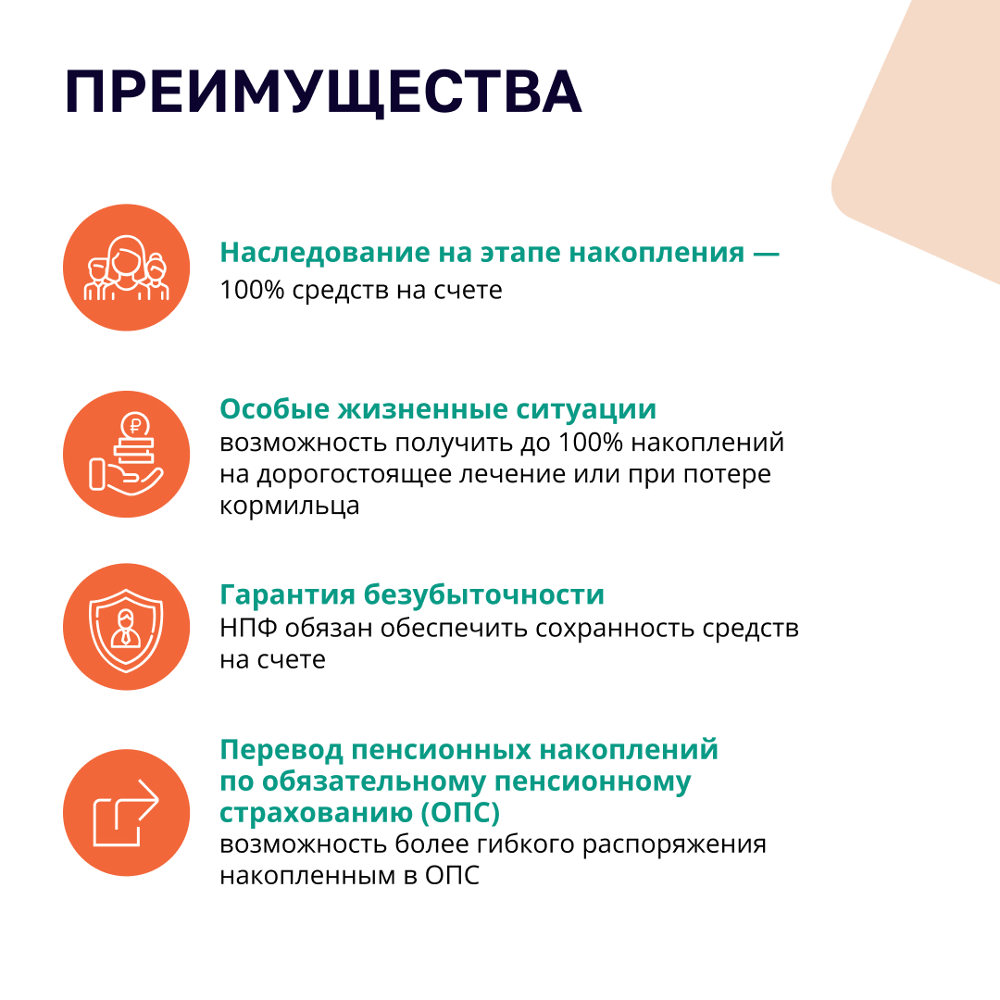 ПРЕИМУЩЕСТВА
Наследование на этапе накопления —
100% средств на счете
₽
Особые жизненные ситуации
возможность получить до 100% накоплений
на дорогостоящее лечение или при потере
кормильца
Гарантия безубыточности
НПФ обязан обеспечить сохранность средств
на счете
Перевод пенсионных накоплений
по обязательному пенсионному
страхованию (ОПС)
возможность более гибкого распоряжения
накопленным в ОПС